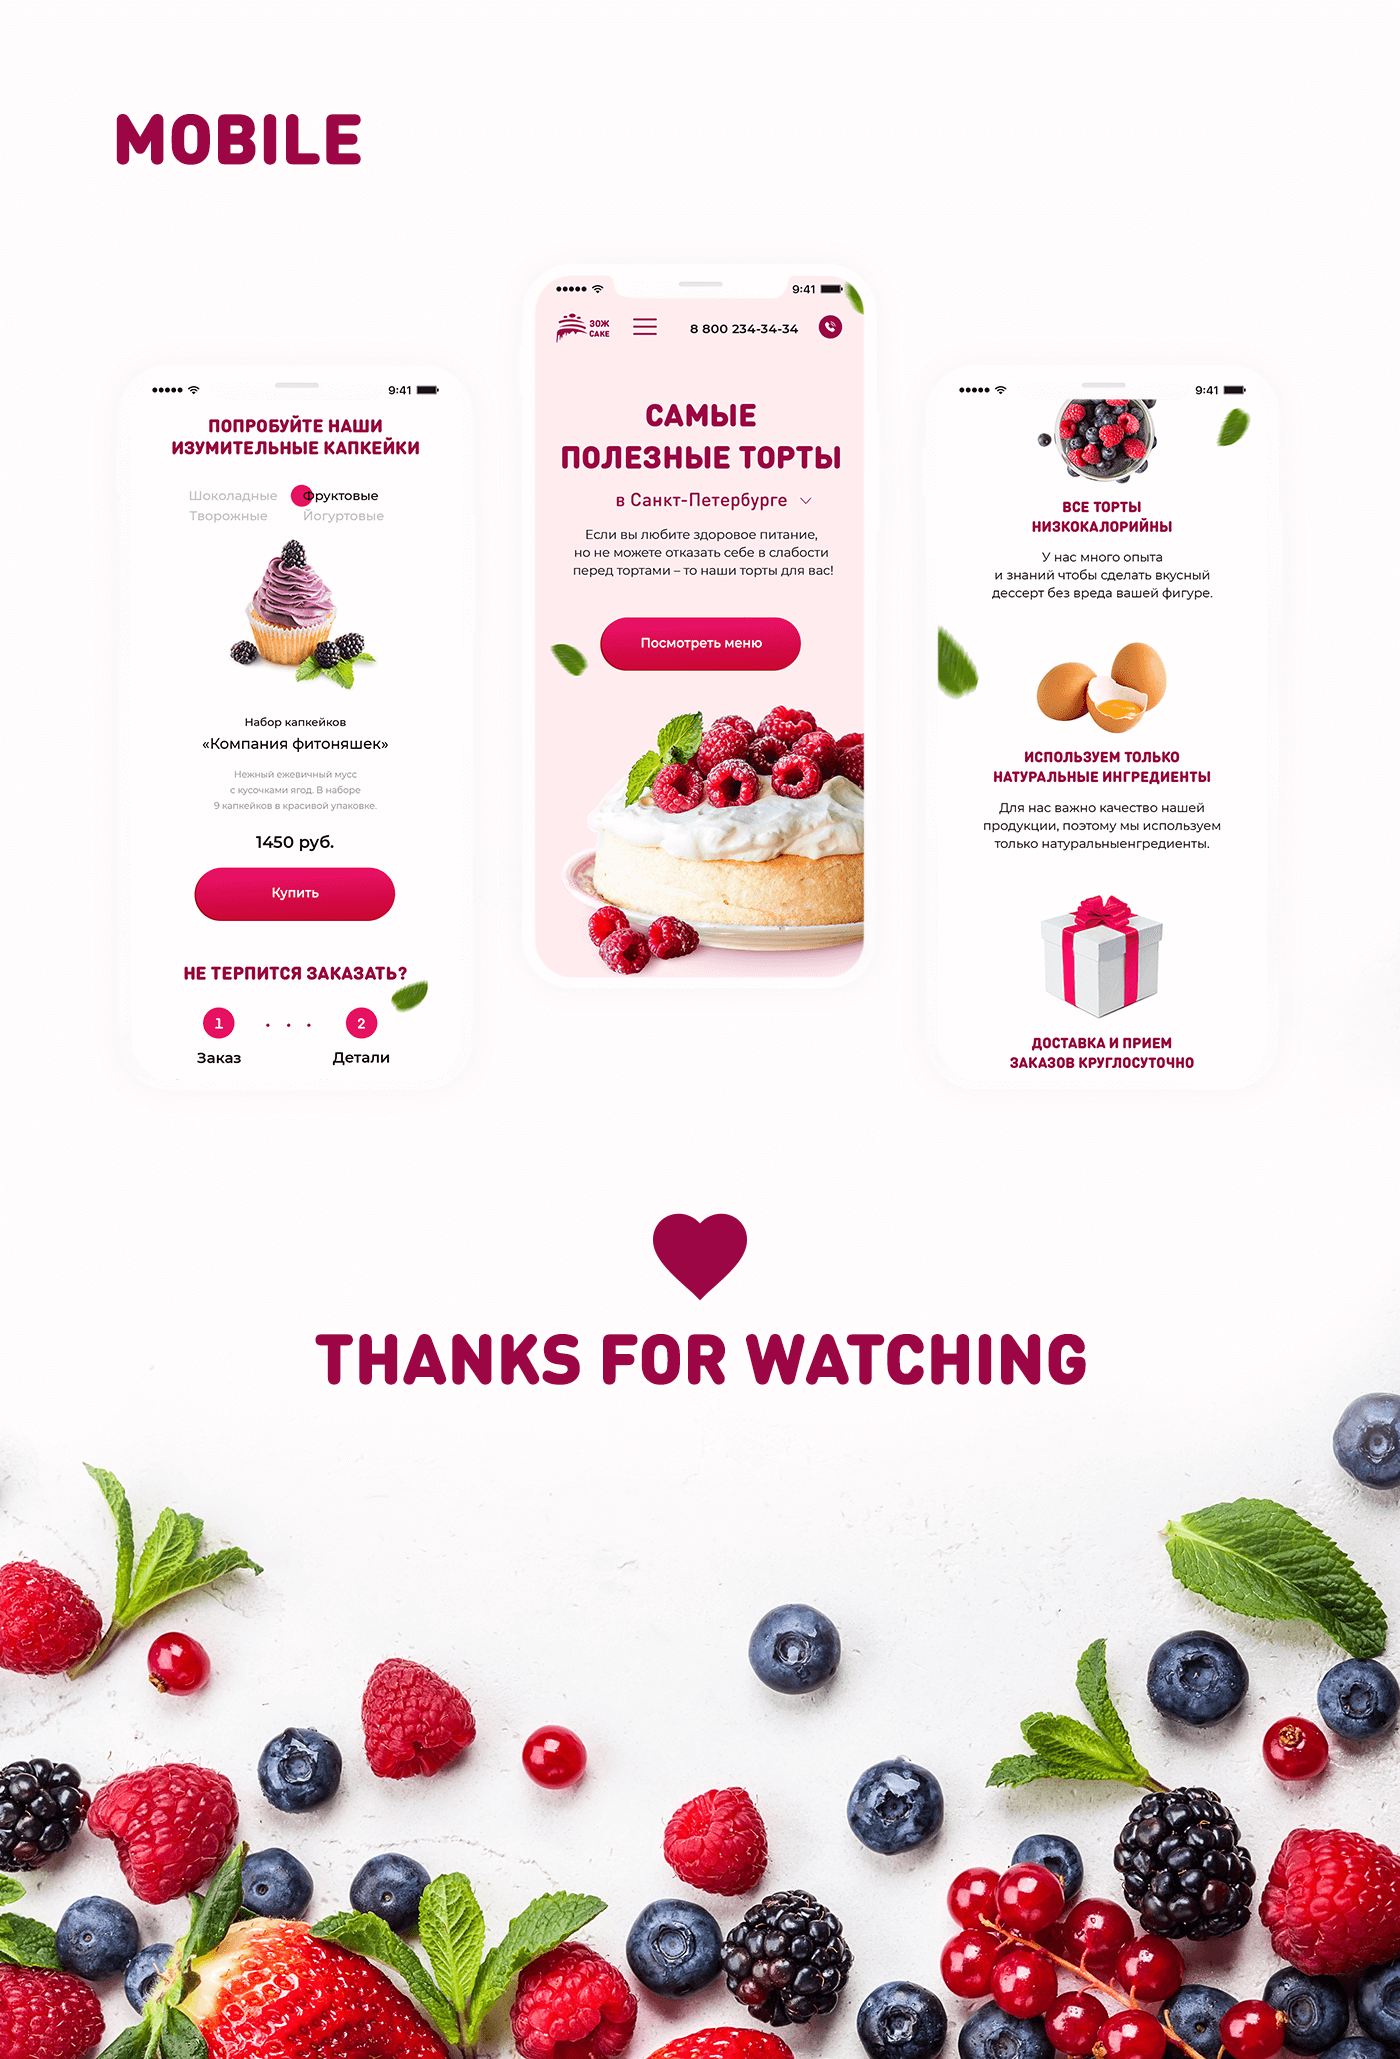 MOBILE
9:41
ПОПРОБУЙТЕ НАШИ
ИЗУМИТЕЛЬНЫЕ КАПКЕЙКИ
Шоколадные Фруктовые
Творожные Йогуртовые
Набор капкейков
«Компания фитоняшек»
Нежный ежевичный мусс
с кусочками ягод. В наборе
9 капкейков в красивой упаковке.
1450 руб.
Купить
НЕ ТЕРПИТСЯ ЗАКАЗАТЬ?
1 . . . 2
Заказ Детали
9:41
ЗОЖ
CAKE
8 800 234-34-34
САМЫЕ
ПОЛЕЗНЫЕ ТОРТЫ
в Санкт-Петербурге
Если вы любите здоровое питание,
но не можете отказать себе в слабости
перед тортами – то наши торты для вас!
Посмотреть меню
9:41
ВСЕ ТОРТЫ
НИЗКОКАЛОРИЙНЫ
У нас много опыта
и знаний чтобы сделать вкусный
дессерт без вреда вашей фигуре.
ИСПОЛЬЗУЕМ ТОЛЬКО
НАТУРАЛЬНЫЕ ИНГРЕДИЕНТЫ
Для нас важно качество нашей
продукции, поэтому мы используем
только натуральныенгредиенты.
ДОСТАВКА И ПРИЕМ
ЗАКАЗОВ КРУГЛОСУТОЧНО
THANKS FOR WATCHING